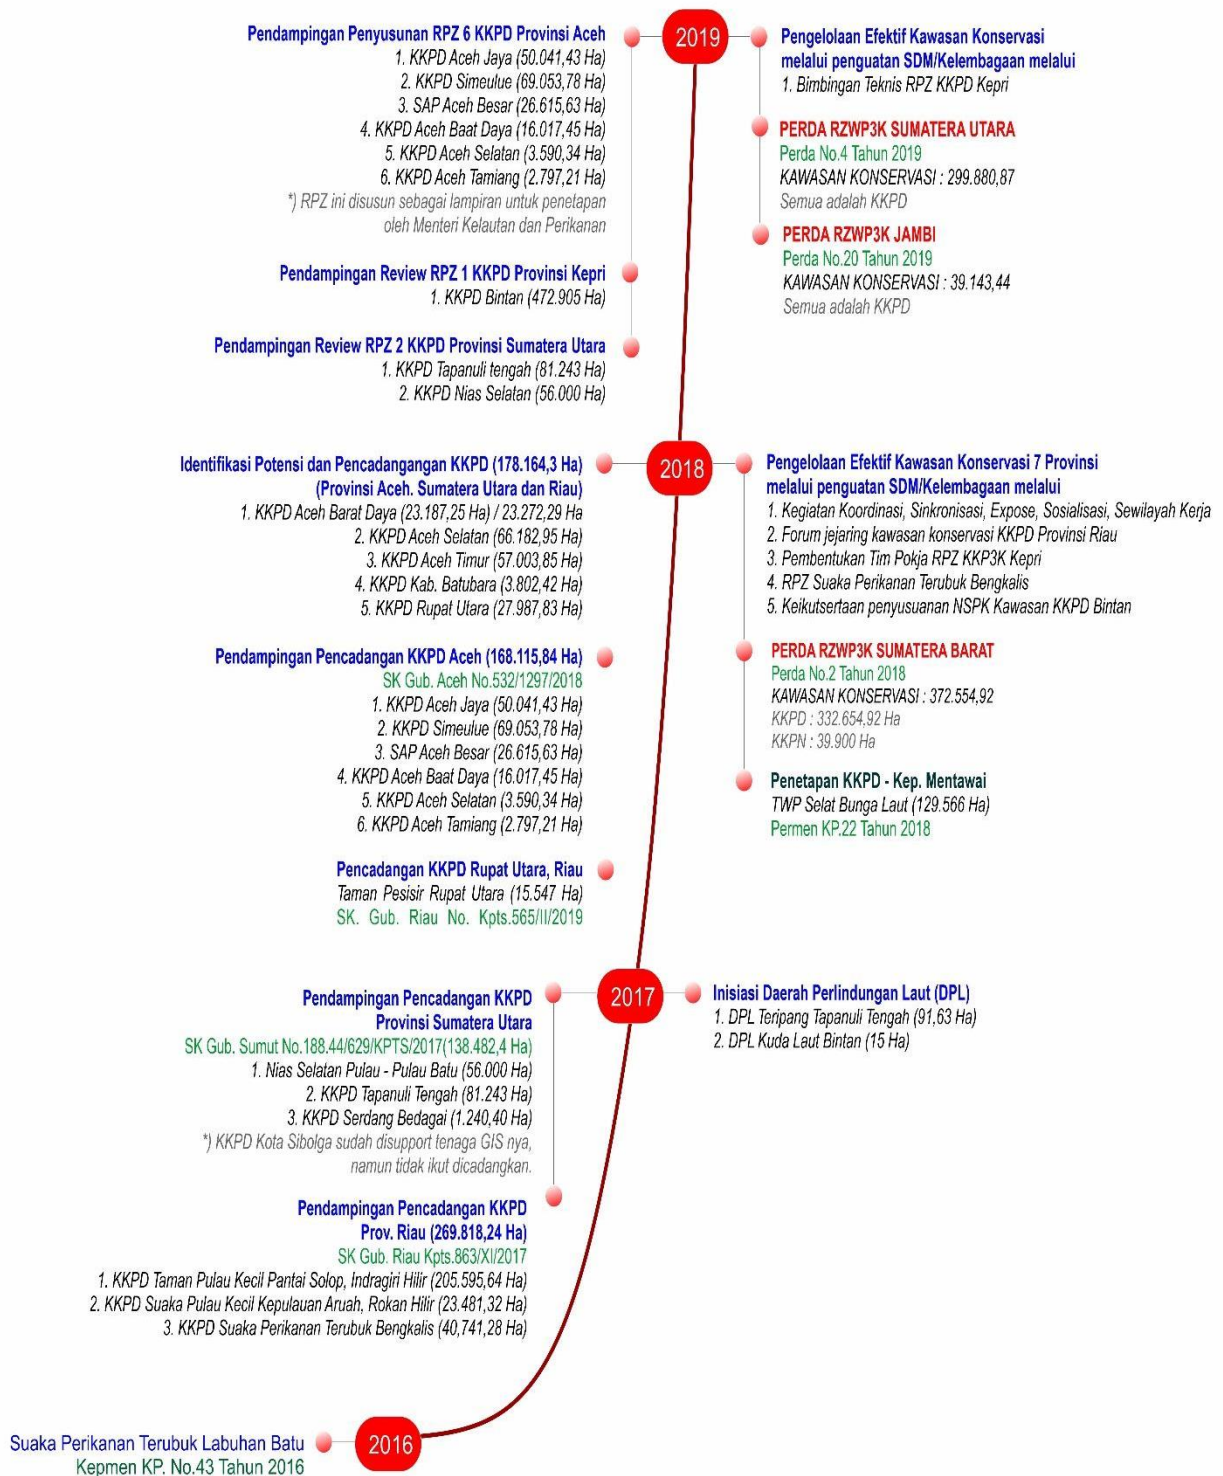 2019
Pendampingan Penyusunan RPZ 6 KKPD Provinsi Aceh
1. KKPD Aceh Jaya (50.041,43 Ha)
2. KKPD Simeulue (69.053,78 Ha)
3. SAP Aceh Besar (26.615,63 Ha)
4. KKPD Aceh Baat Daya (16.017,45 Ha)
5. KKPD Aceh Selatan (3.590,34 Ha)
6. KKPD Aceh Tamiang (2.797,21 Ha)
*) RPZ ini disusun sebagai lampiran untuk penetapan
oleh Menteri Kelautan dan Perikanan
Pendampingan Review RPZ 1 KKPD Provinsi Kepri
1. KKPD Bintan (472.905 Ha)
Pendampingan Review RPZ 2 KKPD Provinsi Sumatera Utara
1. KKPD Tapanuli tengah (81.243 Ha)
2. KKPD Nias Selatan (56.000 Ha)
Pengelolaan Efektif Kawasan Konservasi
melalui penguatan SDM/Kelembagaan melalui
1. Bimbingan Teknis RPZ KKPD Kepri
PERDA RZWP3K SUMATERA UTARA
Perda No.4 Tahun 2019
KAWASAN KONSERVASI : 299.880,87
Semua adalah KKPD
PERDA RZWP3K JAMBI
Perda No.20 Tahun 2019
KAWASAN KONSERVASI : 39.143,44
Semua adalah KKPD
2018
Identifikasi Potensi dan Pencadangangan KKPD (178.164,3 Ha)
(Provinsi Aceh. Sumatera Utara dan Riau)
1. KKPD Aceh Barat Daya (23.187,25 Ha) / 23.272,29 Ha
2. KKPD Aceh Selatan (66.182,95 Ha)
3. KKPD Aceh Timur (57.003,85 Ha)
4. KKPD Kab. Batubara (3.802,42 Ha)
5. KKPD Rupat Utara (27.987,83 Ha)
Pendampingan Pencadangan KKPD Aceh (168.115,84 Ha)
SK Gub. Aceh No.532/1297/2018
1. KKPD Aceh Jaya (50.041,43 Ha)
2. KKPD Simeulue (69.053,78 Ha)
3. SAP Aceh Besar (26.615,63 Ha)
4. KKPD Aceh Baat Daya (16.017,45 Ha)
5. KKPD Aceh Selatan (3.590,34 Ha)
6. KKPD Aceh Tamiang (2.797,21 Ha)
Pencadangan KKPD Rupat Utara, Riau
Taman Pesisir Rupat Utara (15.547 Ha)
SK. Gub. Riau No. Kpts.565/II/2019
Pengelolaan Efektif Kawasan Konservasi 7 Provinsi
melalui penguatan SDM/Kelembagaan melalui
1. Kegiatan Koordinasi, Sinkronisasi, Expose, Sosialisasi, Sewilayah Kerja
2. Forum jejaring kawasan konservasi KKPD Provinsi Riau
3. Pembentukan Tim Pokja RPZ KKP3K Kepri
4. RPZ Suaka Perikanan Terubuk Bengkalis
5. Keikutsertaan penyusuanan NSPK Kawasan KKPD Bintan
PERDA RZWP3K SUMATERA BARAT
Perda No.2 Tahun 2018
KAWASAN KONSERVASI : 372.554,92
KKPD : 332.654,92 Ha
KKPN : 39.900 Ha
Penetapan KKPD - Kep. Mentawai
TWP Selat Bunga Laut (129.566 Ha)
Permen KP.22 Tahun 2018
2017
Pendampingan Pencadangan KKPD
Provinsi Sumatera Utara
SK Gub. Sumut No.188.44/629/KPTS/2017(138.482,4 Ha)
1. Nias Selatan Pulau - Pulau Batu (56.000 Ha)
2. KKPD Tapanuli Tengah (81.243 Ha)
3. KKPD Serdang Bedagai (1.240,40 Ha)
*) KKPD Kota Sibolga sudah disupport tenaga GIS nya,
namun tidak ikut dicadangkan.
Pendampingan Pencadangan KKPD
Prov. Riau (269.818,24 Ha)
SK Gub. Riau Kpts.863/XI/2017
1. KKPD Taman Pulau Kecil Pantai Solop, Indragiri Hilir (205.595,64 Ha)
2. KKPD Suaka Pulau Kecil Kepulauan Aruah, Rokan Hilir (23.481,32 Ha)
3. KKPD Suaka Perikanan Terubuk Bengkalis (40,741,28 Ha)
Inisiasi Daerah Perlindungan Laut (DPL)
1. DPL Teripang Tapanuli Tengah (91,63 Ha)
2. DPL Kuda Laut Bintan (15 Ha)
2016
Suaka Perikanan Terubuk Labuhan Batu
Kepmen KP. No.43 Tahun 2016